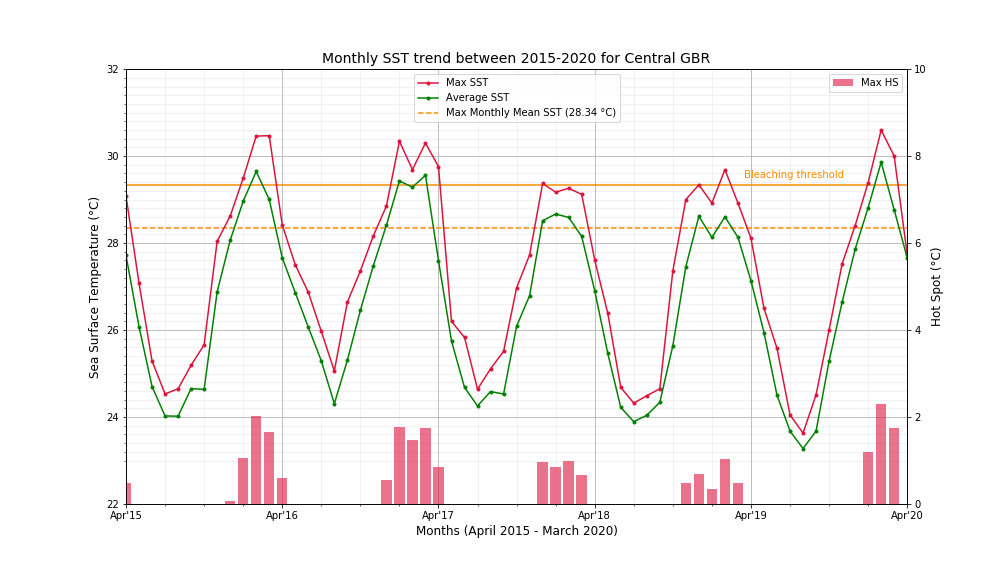 Monthly SST trend between 2015-2020 for Central GBR
Max SST
Average SST
Max Monthly Mean SST (28.34 °C)
Max HS
Bleaching threshold
Sea Surface Temperature (°C)
32
30
28
26
24
22
Hot Spot (°C)
10
8
6
4
2
0
Apr'15
Apr'16
Apr'17
Apr'18
Apr'19
Apr'20
Months (April 2015 - March 2020)